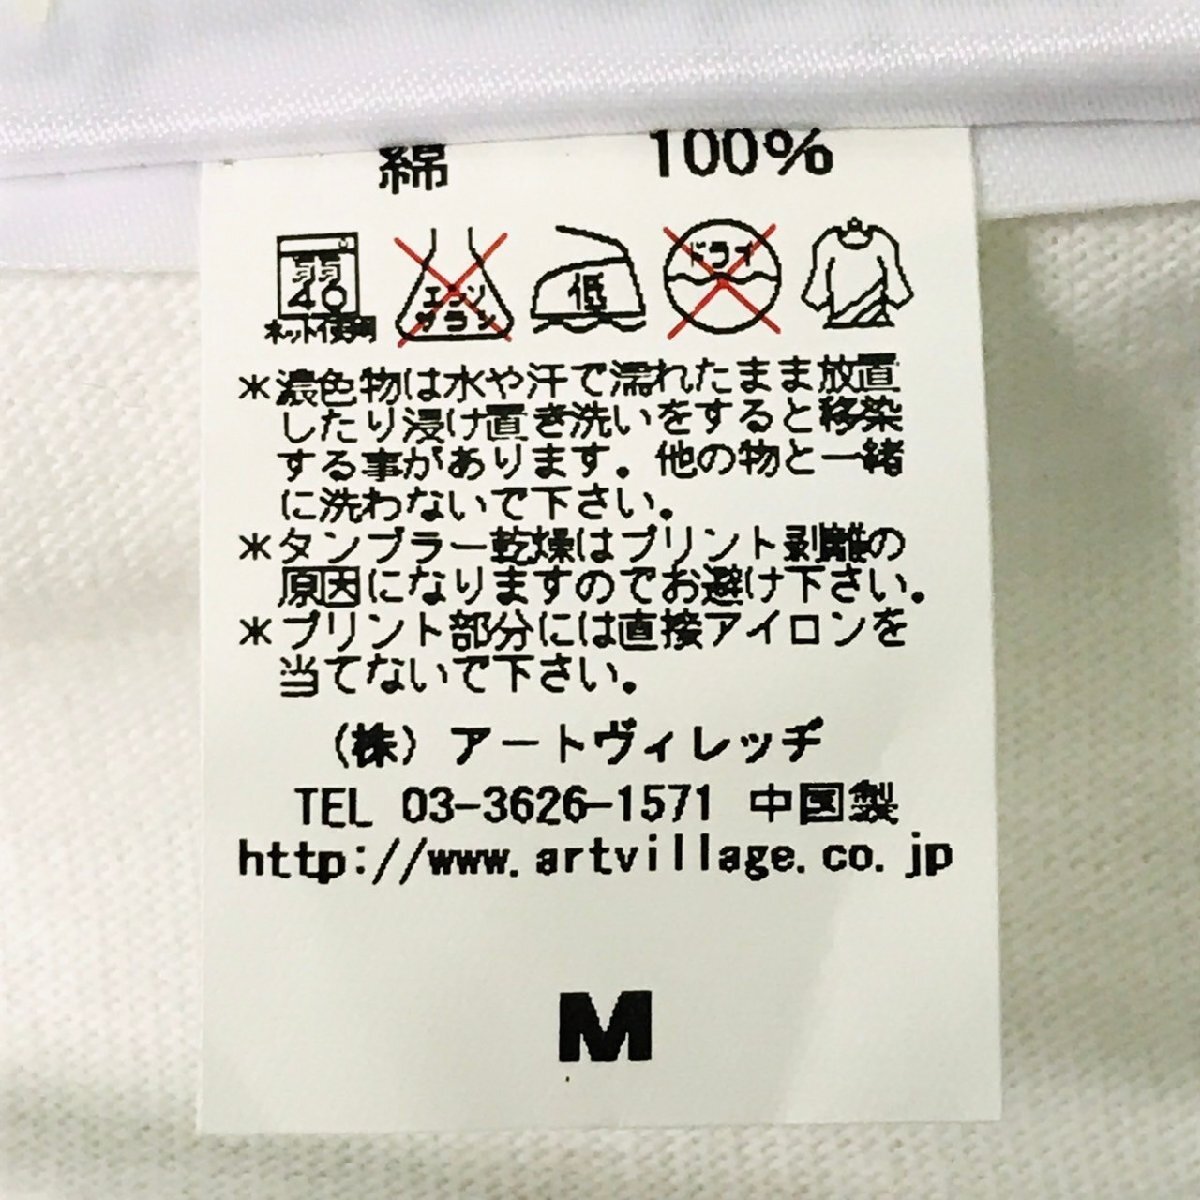 綿 100%
弱
40
ネット使用
エンソ
サラシ
低
ドライ
*濃色物は水や汗で濡れたまま放置
したり浸け置き洗いをすると移染
する事があります。他の物と一緒
に洗わないで下さい。
*タンブラー乾燥はプリント剥離の
原因になりますのでお避け下さい。
*プリント部分には直接アイロンを
当てないで下さい。
(株)アートヴィレッヂ
TEL 03-3626-1571 中国製
http://www.artvillage.co.jp
M